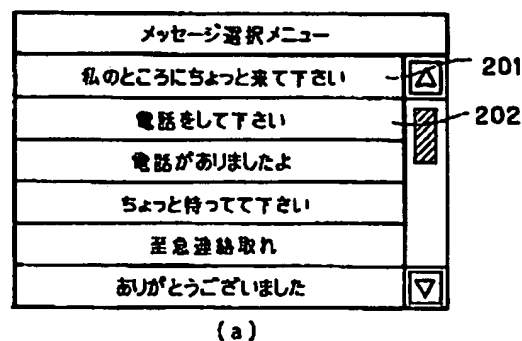 メッセージ選択メニュー
私のところにちょっと来て下さい
201
電話をして下さい
202
電話がありましたよ
ちょっと待ってて下さい
至急連絡取れ
ありがとうございました
(a)